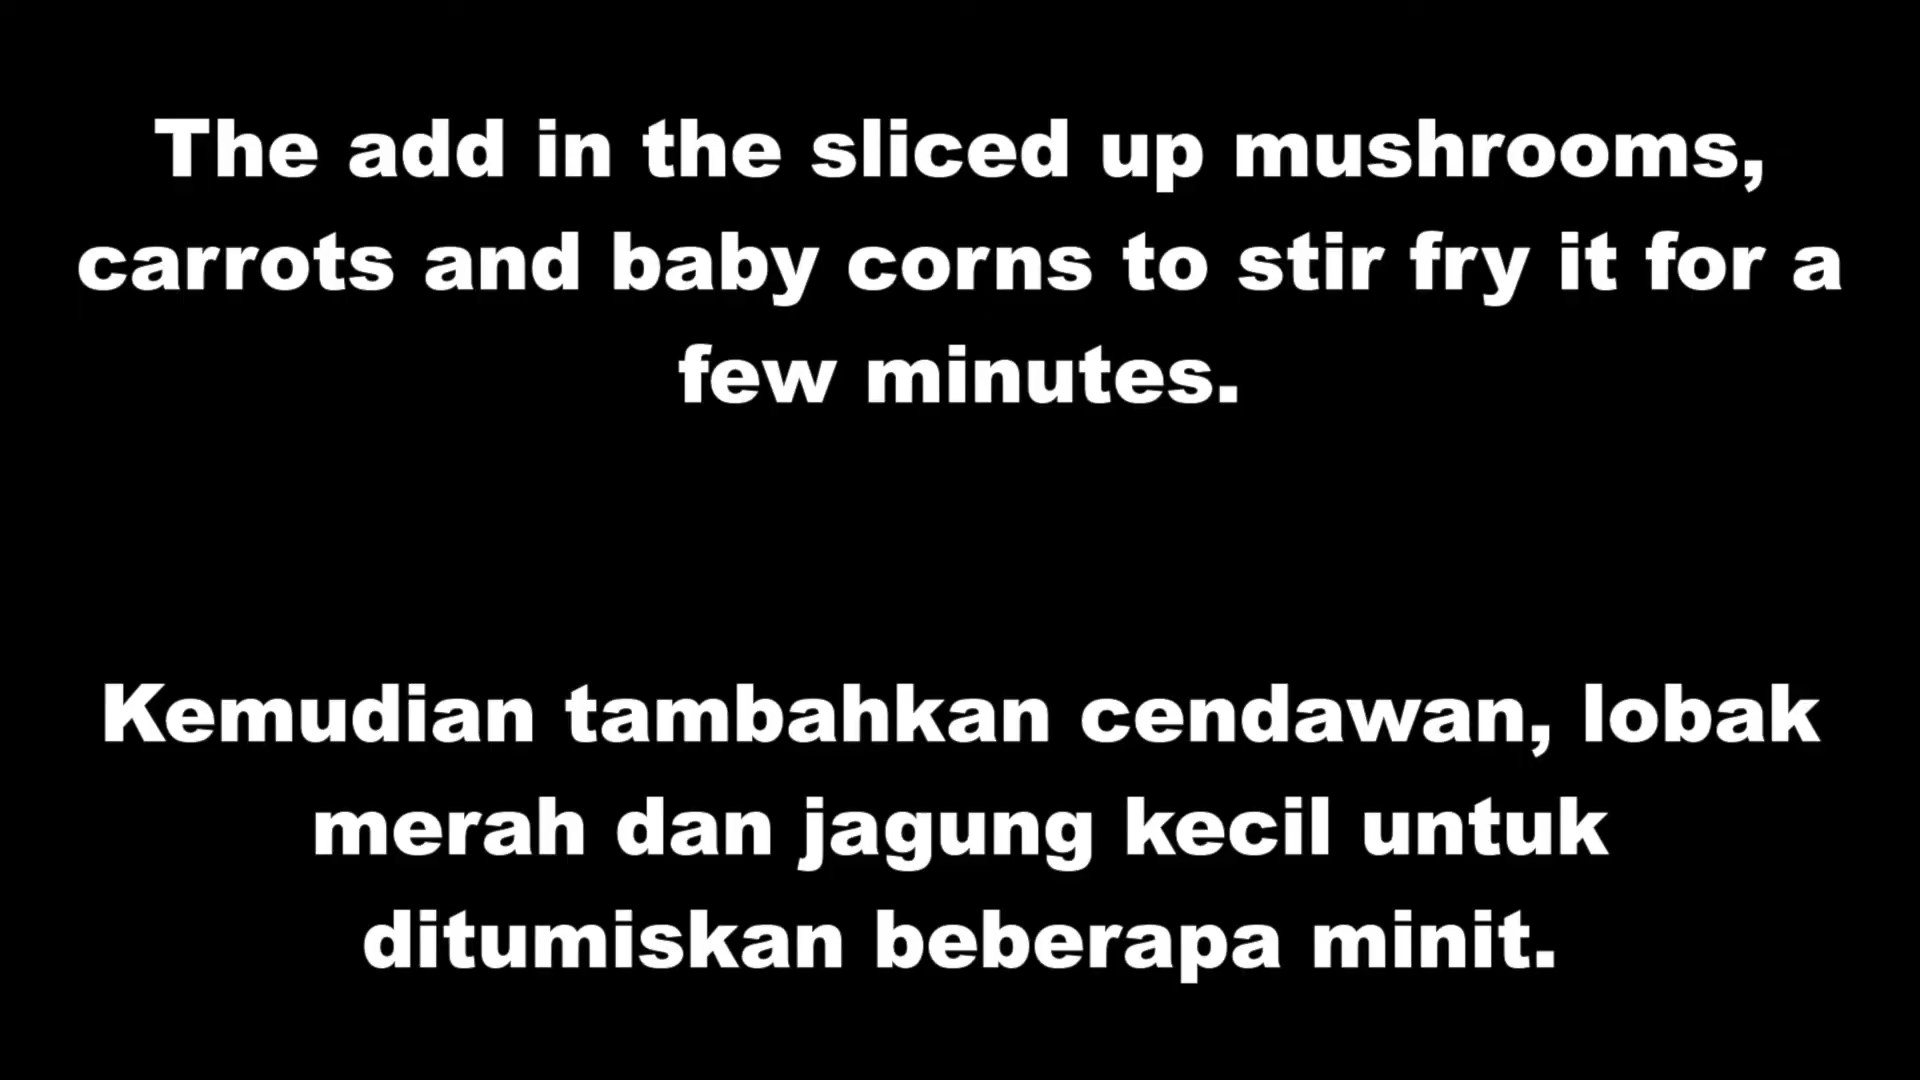 The add in the sliced up mushrooms,
carrots and baby corns to stir fry it for a
few minutes.
Kemudian tambahkan cendawan, lobak
merah dan jagung kecil untuk
ditumiskan beberapa minit.